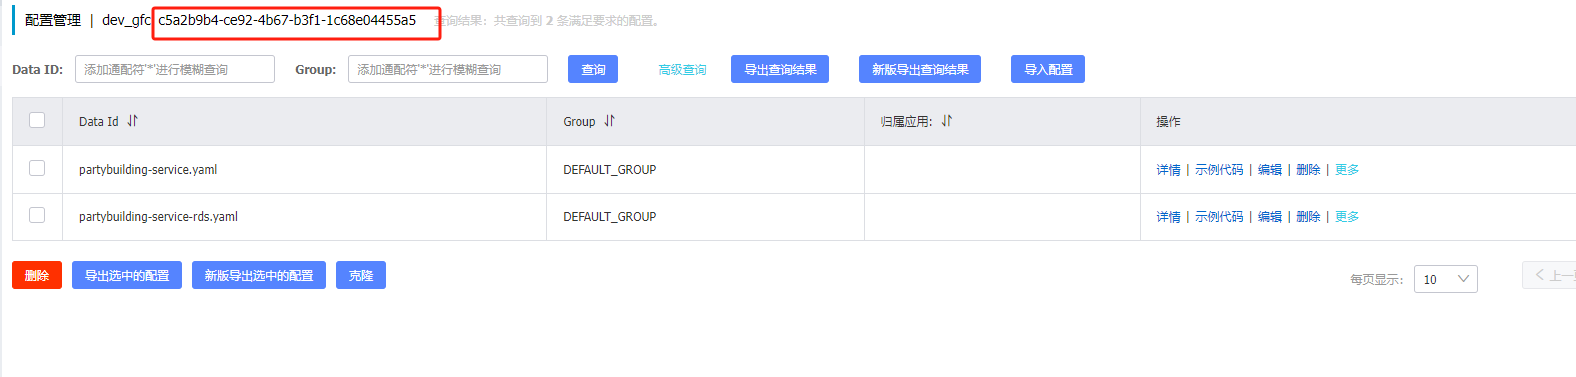 配置管理 | dev_gfc c5a2b9b4-ce92-4b67-b3f1-1c68e04455a5 查询结果：共查询到 2 条满足要求的配置。
Data ID: 添加通配符'*'进行模糊查询 Group: 添加通配符'*'进行模糊查询 查询 高级查询 导出查询结果 新版导出查询结果 导入配置
Data Id Group 归属应用: 操作
partybuilding-service.yaml DEFAULT_GROUP 详情 | 示例代码 | 编辑 | 删除 | 更多
partybuilding-service-rds.yaml DEFAULT_GROUP 详情 | 示例代码 | 编辑 | 删除 | 更多
删除 导出选中的配置 新版导出选中的配置 克隆 每页显示: 10 上一